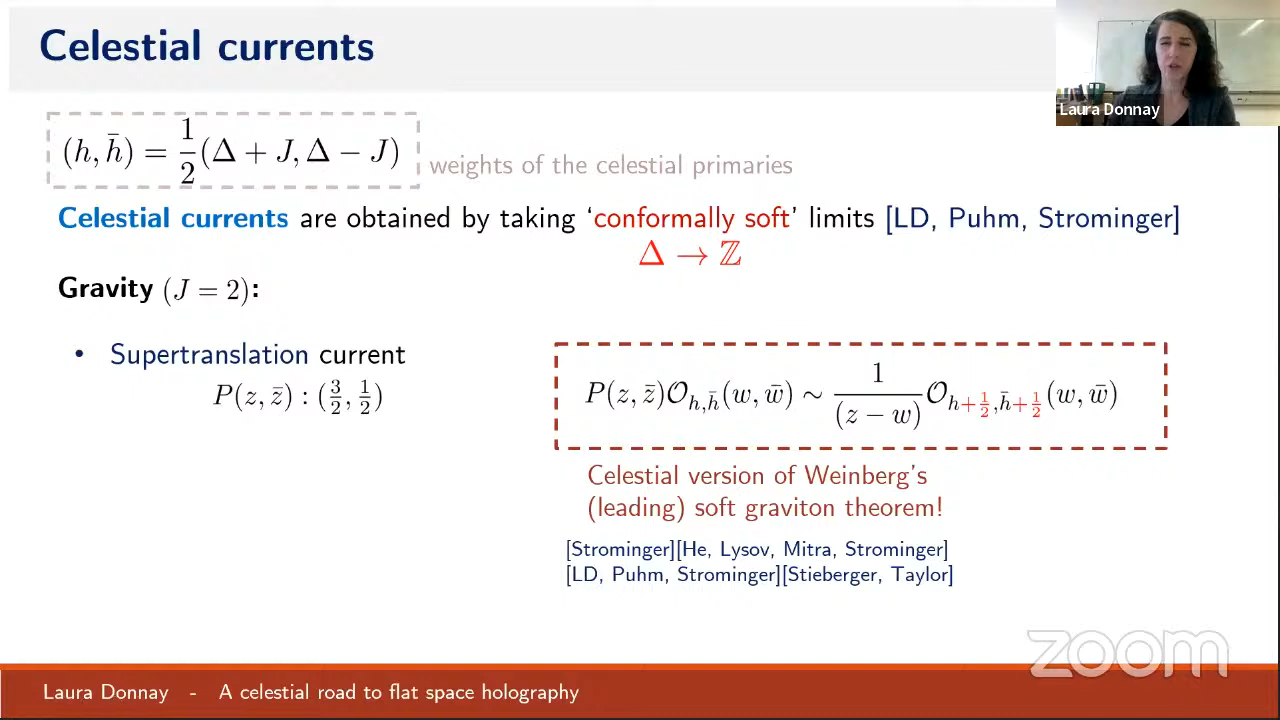 Celestial currents
Laura Donnay
(h, h̄) = 1/2 (Δ + J, Δ − J)
weights of the celestial primaries
Celestial currents are obtained by taking ‘conformally soft’ limits [LD, Puhm, Strominger]
Δ → ℤ
Gravity (J = 2):
• Supertranslation current
P(z, z̄) : (3/2, 1/2)
P(z, z̄)𝒪_{h,h̄}(w, w̄) ∼ 1/(z − w) 𝒪_{h+1/2,h̄+1/2}(w, w̄)
Celestial version of Weinberg's
(leading) soft graviton theorem!
[Strominger][He, Lysov, Mitra, Strominger]
[LD, Puhm, Strominger][Stieberger, Taylor]
zoom
Laura Donnay - A celestial road to flat space holography